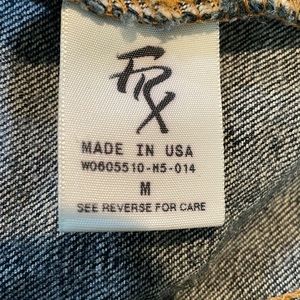 FRX
MADE IN USA
W0605510-M5-014
M
SEE REVERSE FOR CARE